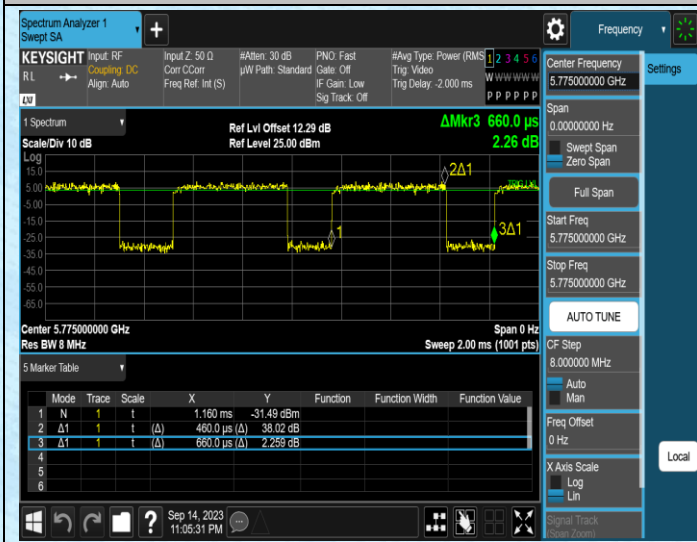 Spectrum Analyzer 1
Swept SA
+
Frequency
KEYSIGHT
RL
LXI
Input: RF
Coupling: DC
Align: Auto
Input Z: 50 Ω
Corr CCorr
Freq Ref: Int (S)
#Atten: 30 dB
µW Path: Standard
PNO: Fast
Gate: Off
IF Gain: Low
Sig Track: Off
#Avg Type: Power (RMS
Trig: Video
Trig Delay: -2.000 ms
1 2 3 4 5 6
W W W W W W
P P P P P P
1 Spectrum
Scale/Div 10 dB
Ref Lvl Offset 12.29 dB
Ref Level 25.00 dBm
ΔMkr3 660.0 µs
2.26 dB
Log
15.0
5.00
-5.00
-15.0
-25.0
-35.0
-45.0
-55.0
-65.0
2Δ1
1
3Δ1
Center 5.775000000 GHz
Span 0 Hz
Res BW 8 MHz
Sweep 2.00 ms (1001 pts)
5 Marker Table
Mode Trace Scale X Y Function Function Width Function Value
1 N 1 t 1.160 ms -31.49 dBm
2 Δ1 1 t (Δ) 460.0 µs (Δ) 38.02 dB
3 Δ1 1 t (Δ) 660.0 µs (Δ) 2.259 dB
4
5
6
?
Sep 14, 2023
11:05:31 PM
Center Frequency
5.775000000 GHz
Span
0.00000000 Hz
Swept Span
Zero Span
Full Span
Start Freq
5.775000000 GHz
Stop Freq
5.775000000 GHz
AUTO TUNE
CF Step
8.000000 MHz
Auto
Man
Freq Offset
0 Hz
X Axis Scale
Log
Lin
Signal Track
(Span Zoom)
Settings
Local